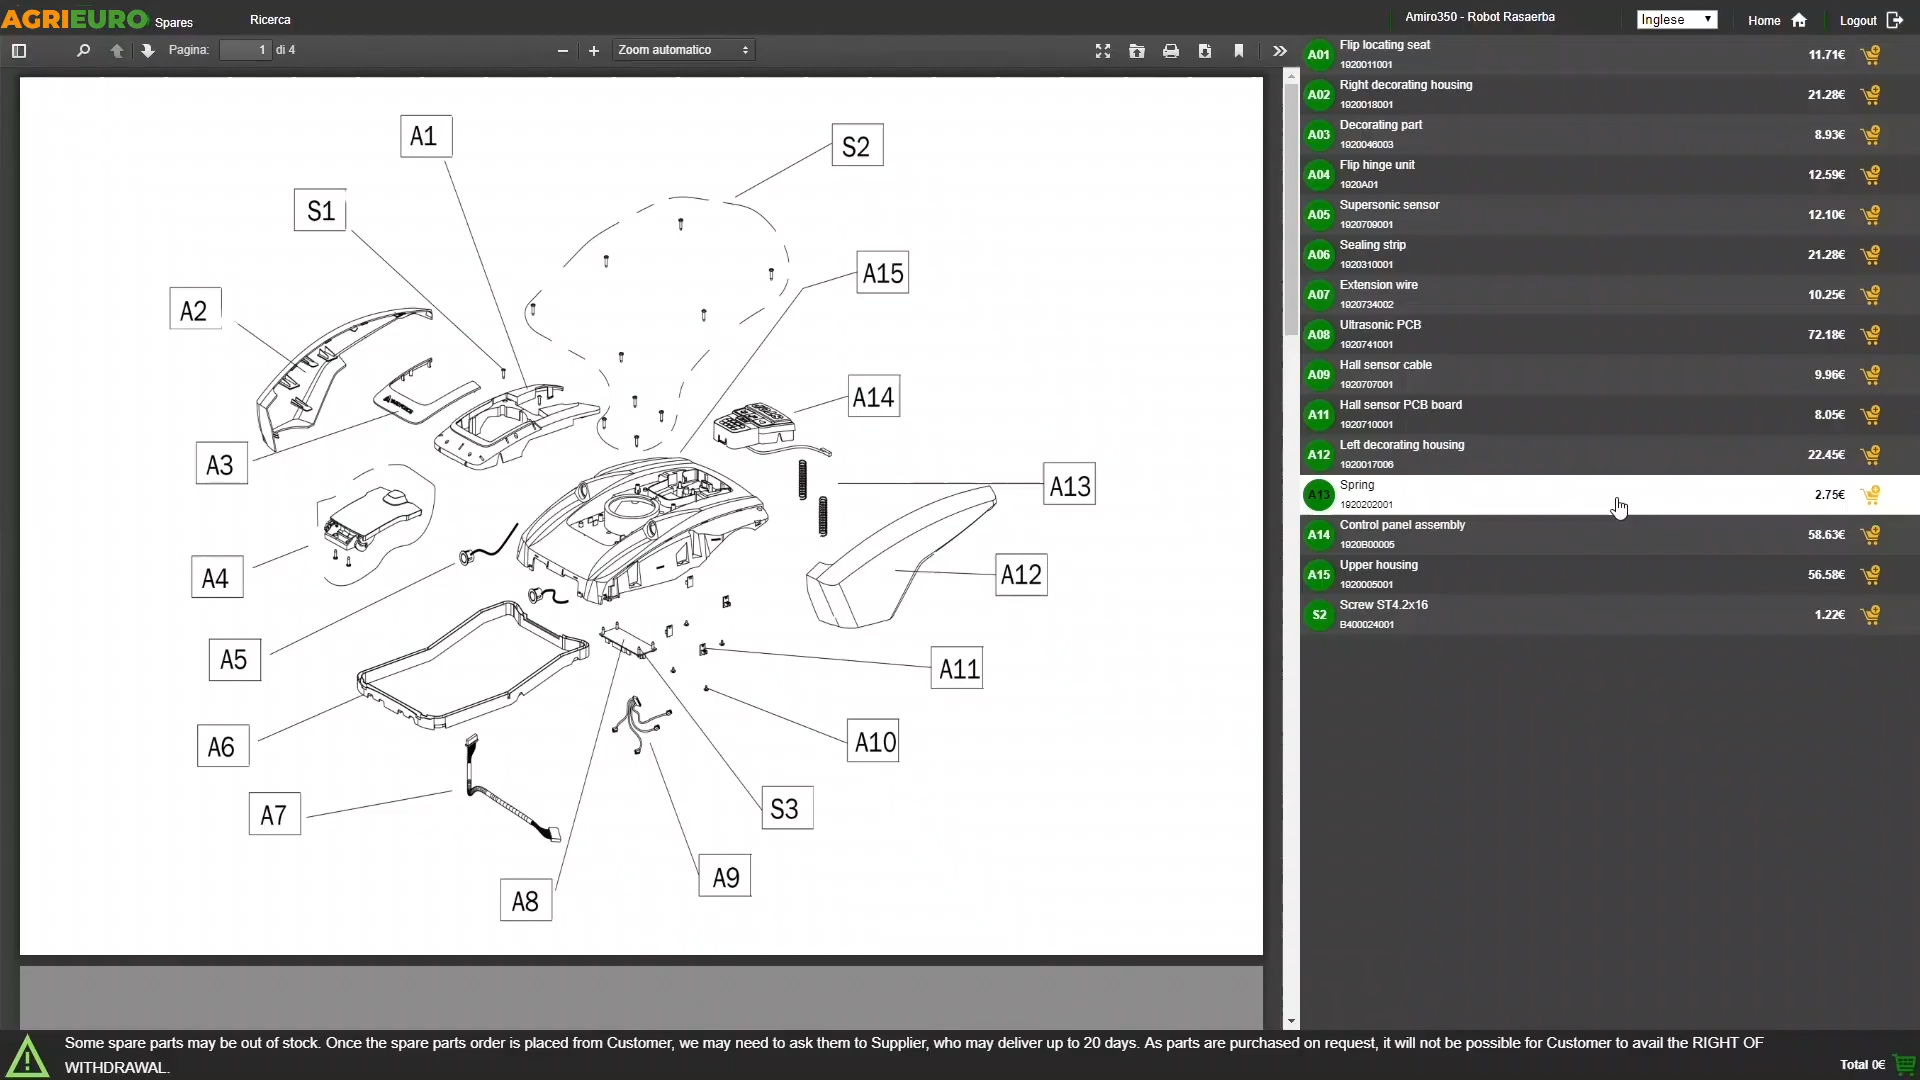 AGRIEURO Spares
Ricerca
Amiro350 - Robot Rasaerba
Inglese
Home
Logout
Pagina: 1 di 4
Zoom automatico
A1
S2
S1
A15
A2
A14
A3
A13
A4
A12
A5
A11
A6
A10
A7
S3
A9
A8
A01 Flip locating seat 11.71€
1920011001
A02 Right decorating housing 21.28€
1920018001
A03 Decorating part 8.93€
1920046003
A04 Flip hinge unit 12.59€
1920A01
A05 Supersonic sensor 12.10€
1920709001
A06 Sealing strip 21.28€
1920310001
A07 Extension wire 10.25€
1920734002
A08 Ultrasonic PCB 72.18€
1920741001
A09 Hall sensor cable 9.96€
1920707001
A11 Hall sensor PCB board 8.05€
1920710001
A12 Left decorating housing 22.45€
1920017006
A13 Spring 2.75€
1920202001
A14 Control panel assembly 58.63€
1920B00005
A15 Upper housing 56.58€
1920005001
S2 Screw ST4.2x16 1.22€
B400024001
Some spare parts may be out of stock. Once the spare parts order is placed from Customer, we may need to ask them to Supplier, who may deliver up to 20 days. As parts are purchased on request, it will not be possible for Customer to avail the RIGHT OF
WITHDRAWAL.
Total 0€